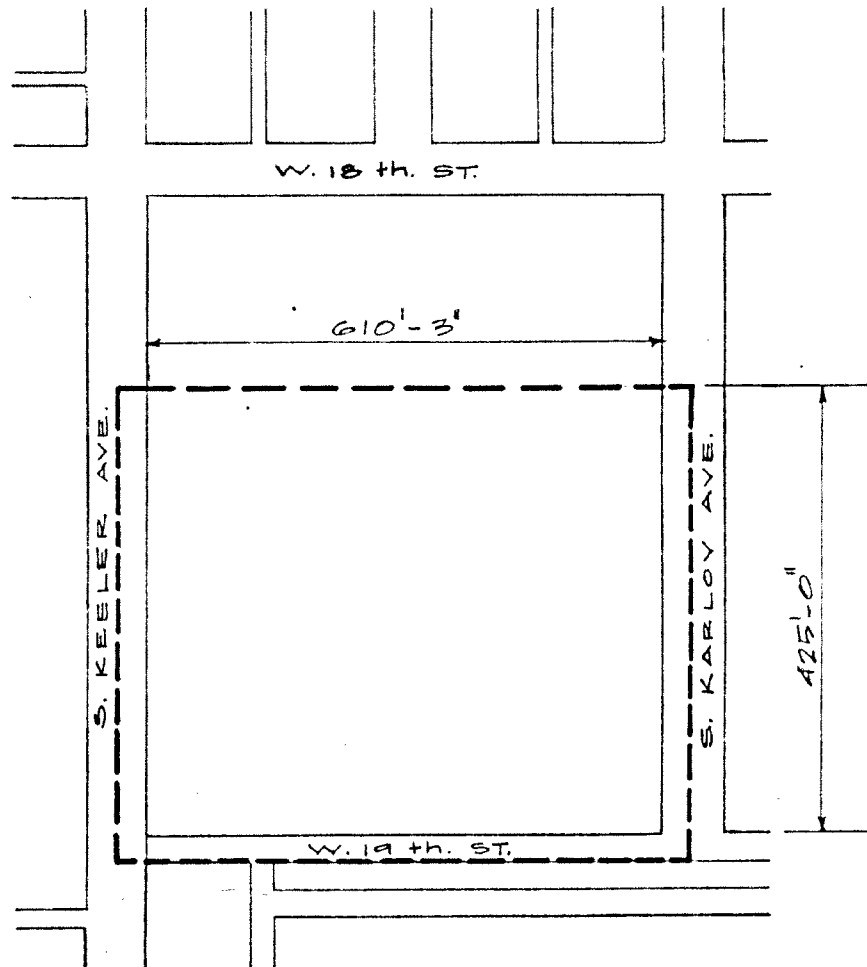 W. 18 th. ST.
610'-3"
S. KEELER AVE.
S. KARLOV AVE.
425'-0"
W. 19 th. ST.